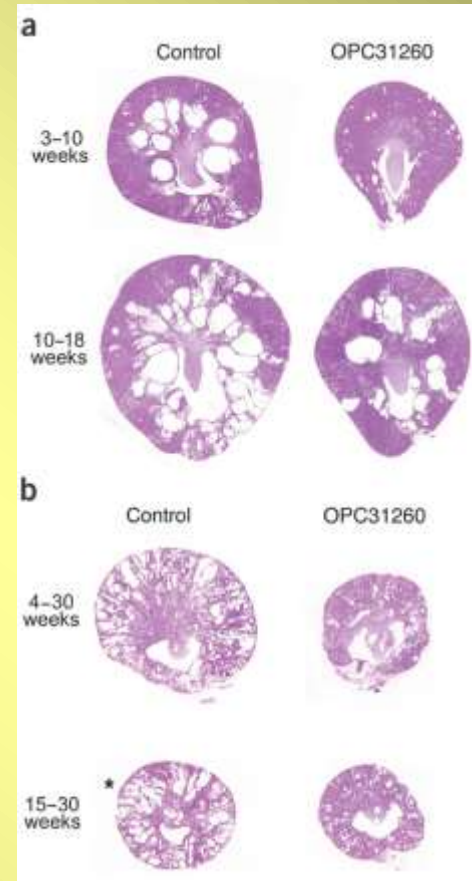 a
Control OPC31260
3–10
weeks
10–18
weeks
b
Control OPC31260
4–30
weeks
*
15–30
weeks